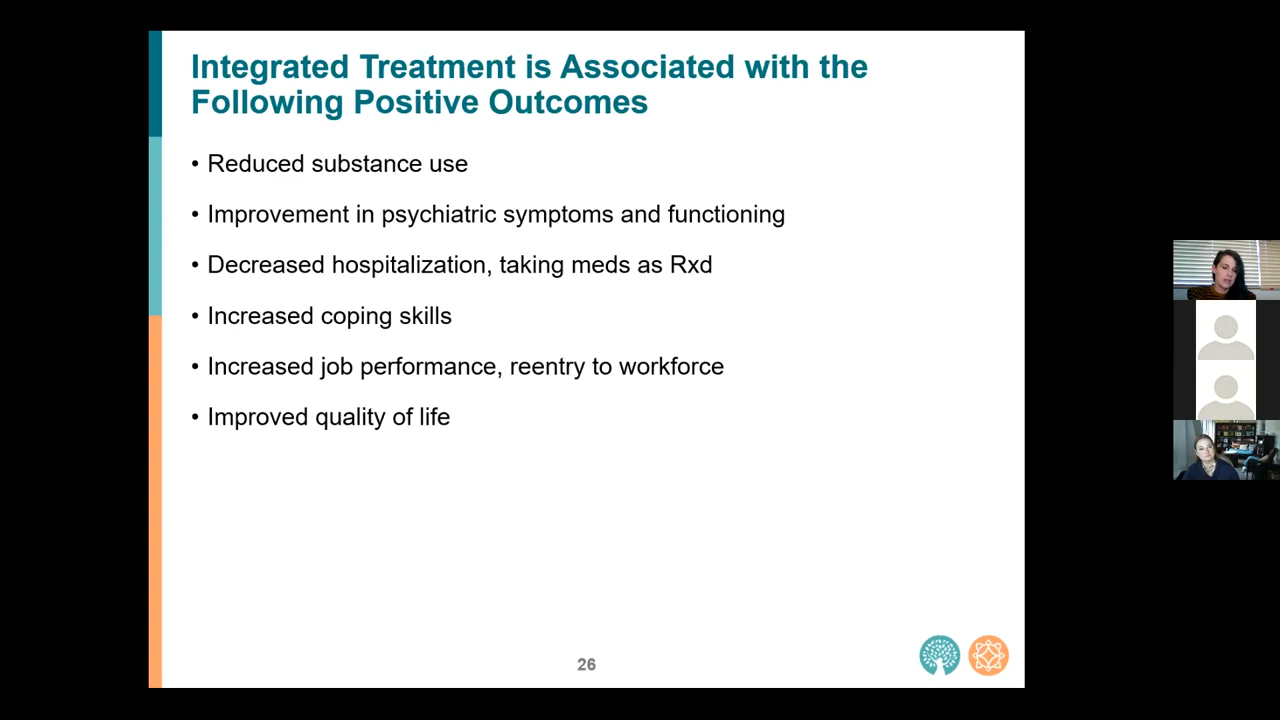 Integrated Treatment is Associated with the
Following Positive Outcomes
• Reduced substance use
• Improvement in psychiatric symptoms and functioning
• Decreased hospitalization, taking meds as Rxd
• Increased coping skills
• Increased job performance, reentry to workforce
• Improved quality of life
26